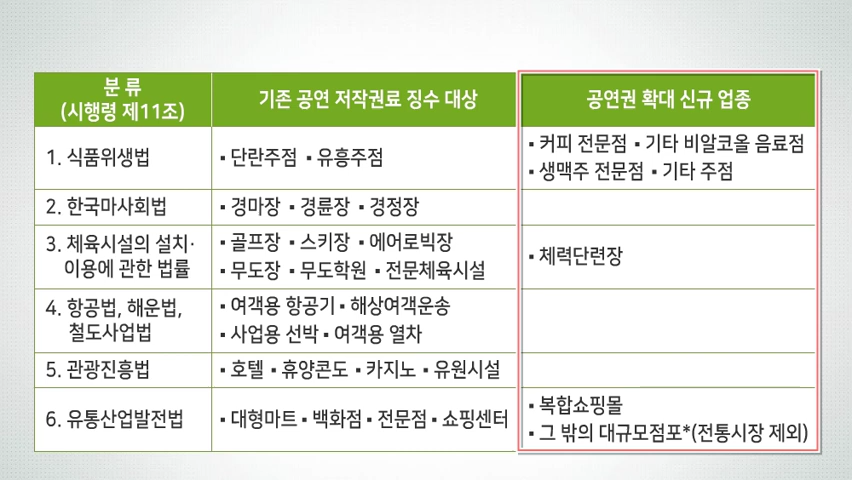 분 류
(시행령 제11조)
기존 공연 저작권료 징수 대상
공연권 확대 신규 업종
1. 식품위생법
▪ 단란주점 ▪ 유흥주점
▪ 커피 전문점 ▪ 기타 비알코올 음료점
▪ 생맥주 전문점 ▪ 기타 주점
2. 한국마사회법
▪ 경마장 ▪ 경륜장 ▪ 경정장
3. 체육시설의 설치·
이용에 관한 법률
▪ 골프장 ▪ 스키장 ▪ 에어로빅장
▪ 무도장 ▪ 무도학원 ▪ 전문체육시설
▪ 체력단련장
4. 항공법, 해운법,
철도사업법
▪ 여객용 항공기 ▪ 해상여객운송
▪ 사업용 선박 ▪ 여객용 열차
5. 관광진흥법
▪ 호텔 ▪ 휴양콘도 ▪ 카지노 ▪ 유원시설
6. 유통산업발전법
▪ 대형마트 ▪ 백화점 ▪ 전문점 ▪ 쇼핑센터
▪ 복합쇼핑몰
▪ 그 밖의 대규모점포*(전통시장 제외)